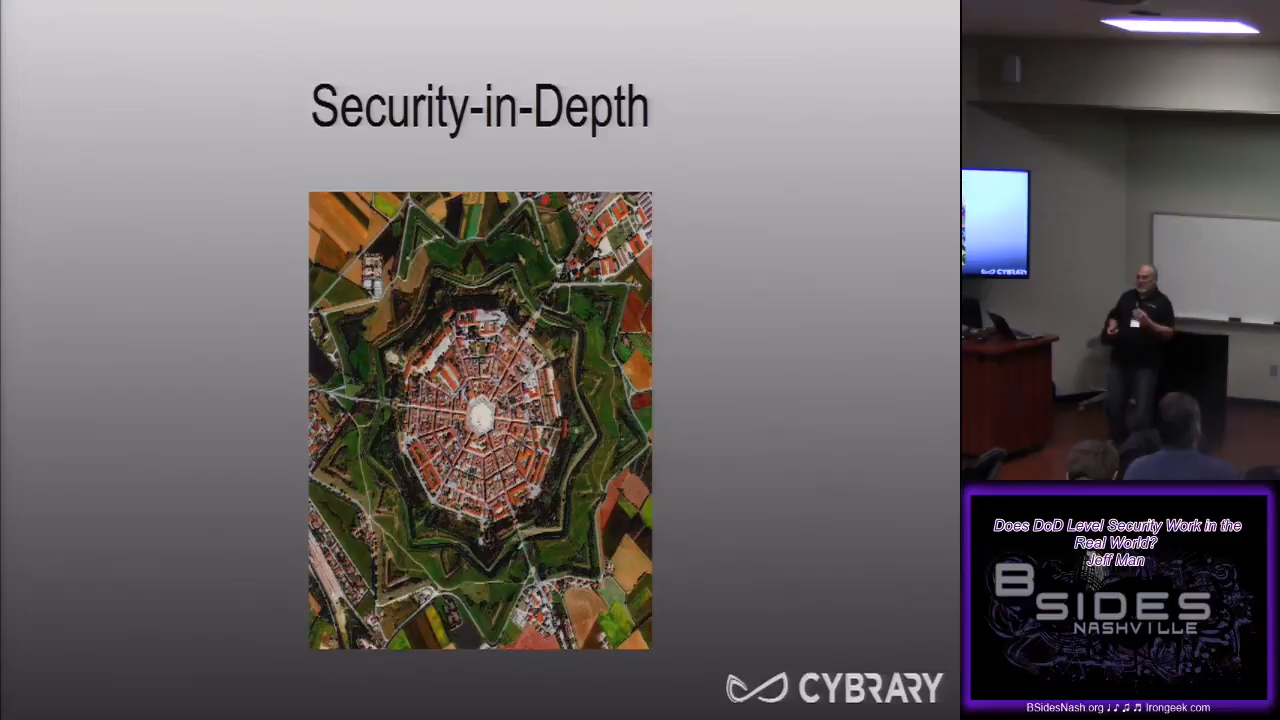 Security-in-Depth
CYBRARY
CYBRARY
Does DoD Level Security Work in the
Real World?
Jeff Man
BSIDES
NASHVILLE
BSidesNash.org ♩ ♪ ♫ ♬ Irongeek.com